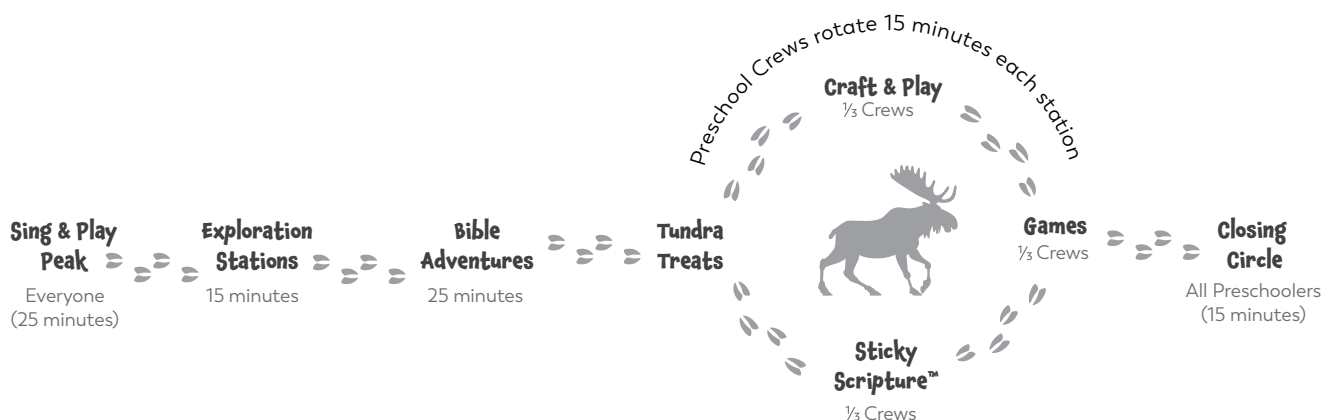 Preschool Crews rotate 15 minutes each station
Craft & Play
⅓ Crews
Sing & Play
Peak
Everyone
(25 minutes)
Exploration
Stations
15 minutes
Bible
Adventures
25 minutes
Tundra
Treats
Games
⅓ Crews
Sticky
Scripture™
⅓ Crews
Closing
Circle
All Preschoolers
(15 minutes)